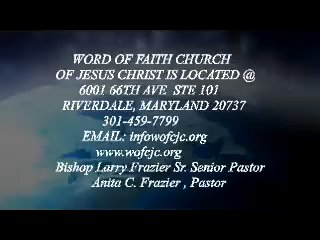 WORD OF FAITH CHURCH
OF JESUS CHRIST IS LOCATED @
6001 66TH AVE STE 101
RIVERDALE, MARYLAND 20737
301-459-7799
EMAIL: infowofcjc.org
www.wofcjc.org
Bishop Larry Frazier Sr. Senior Pastor
Anita C. Frazier , Pastor